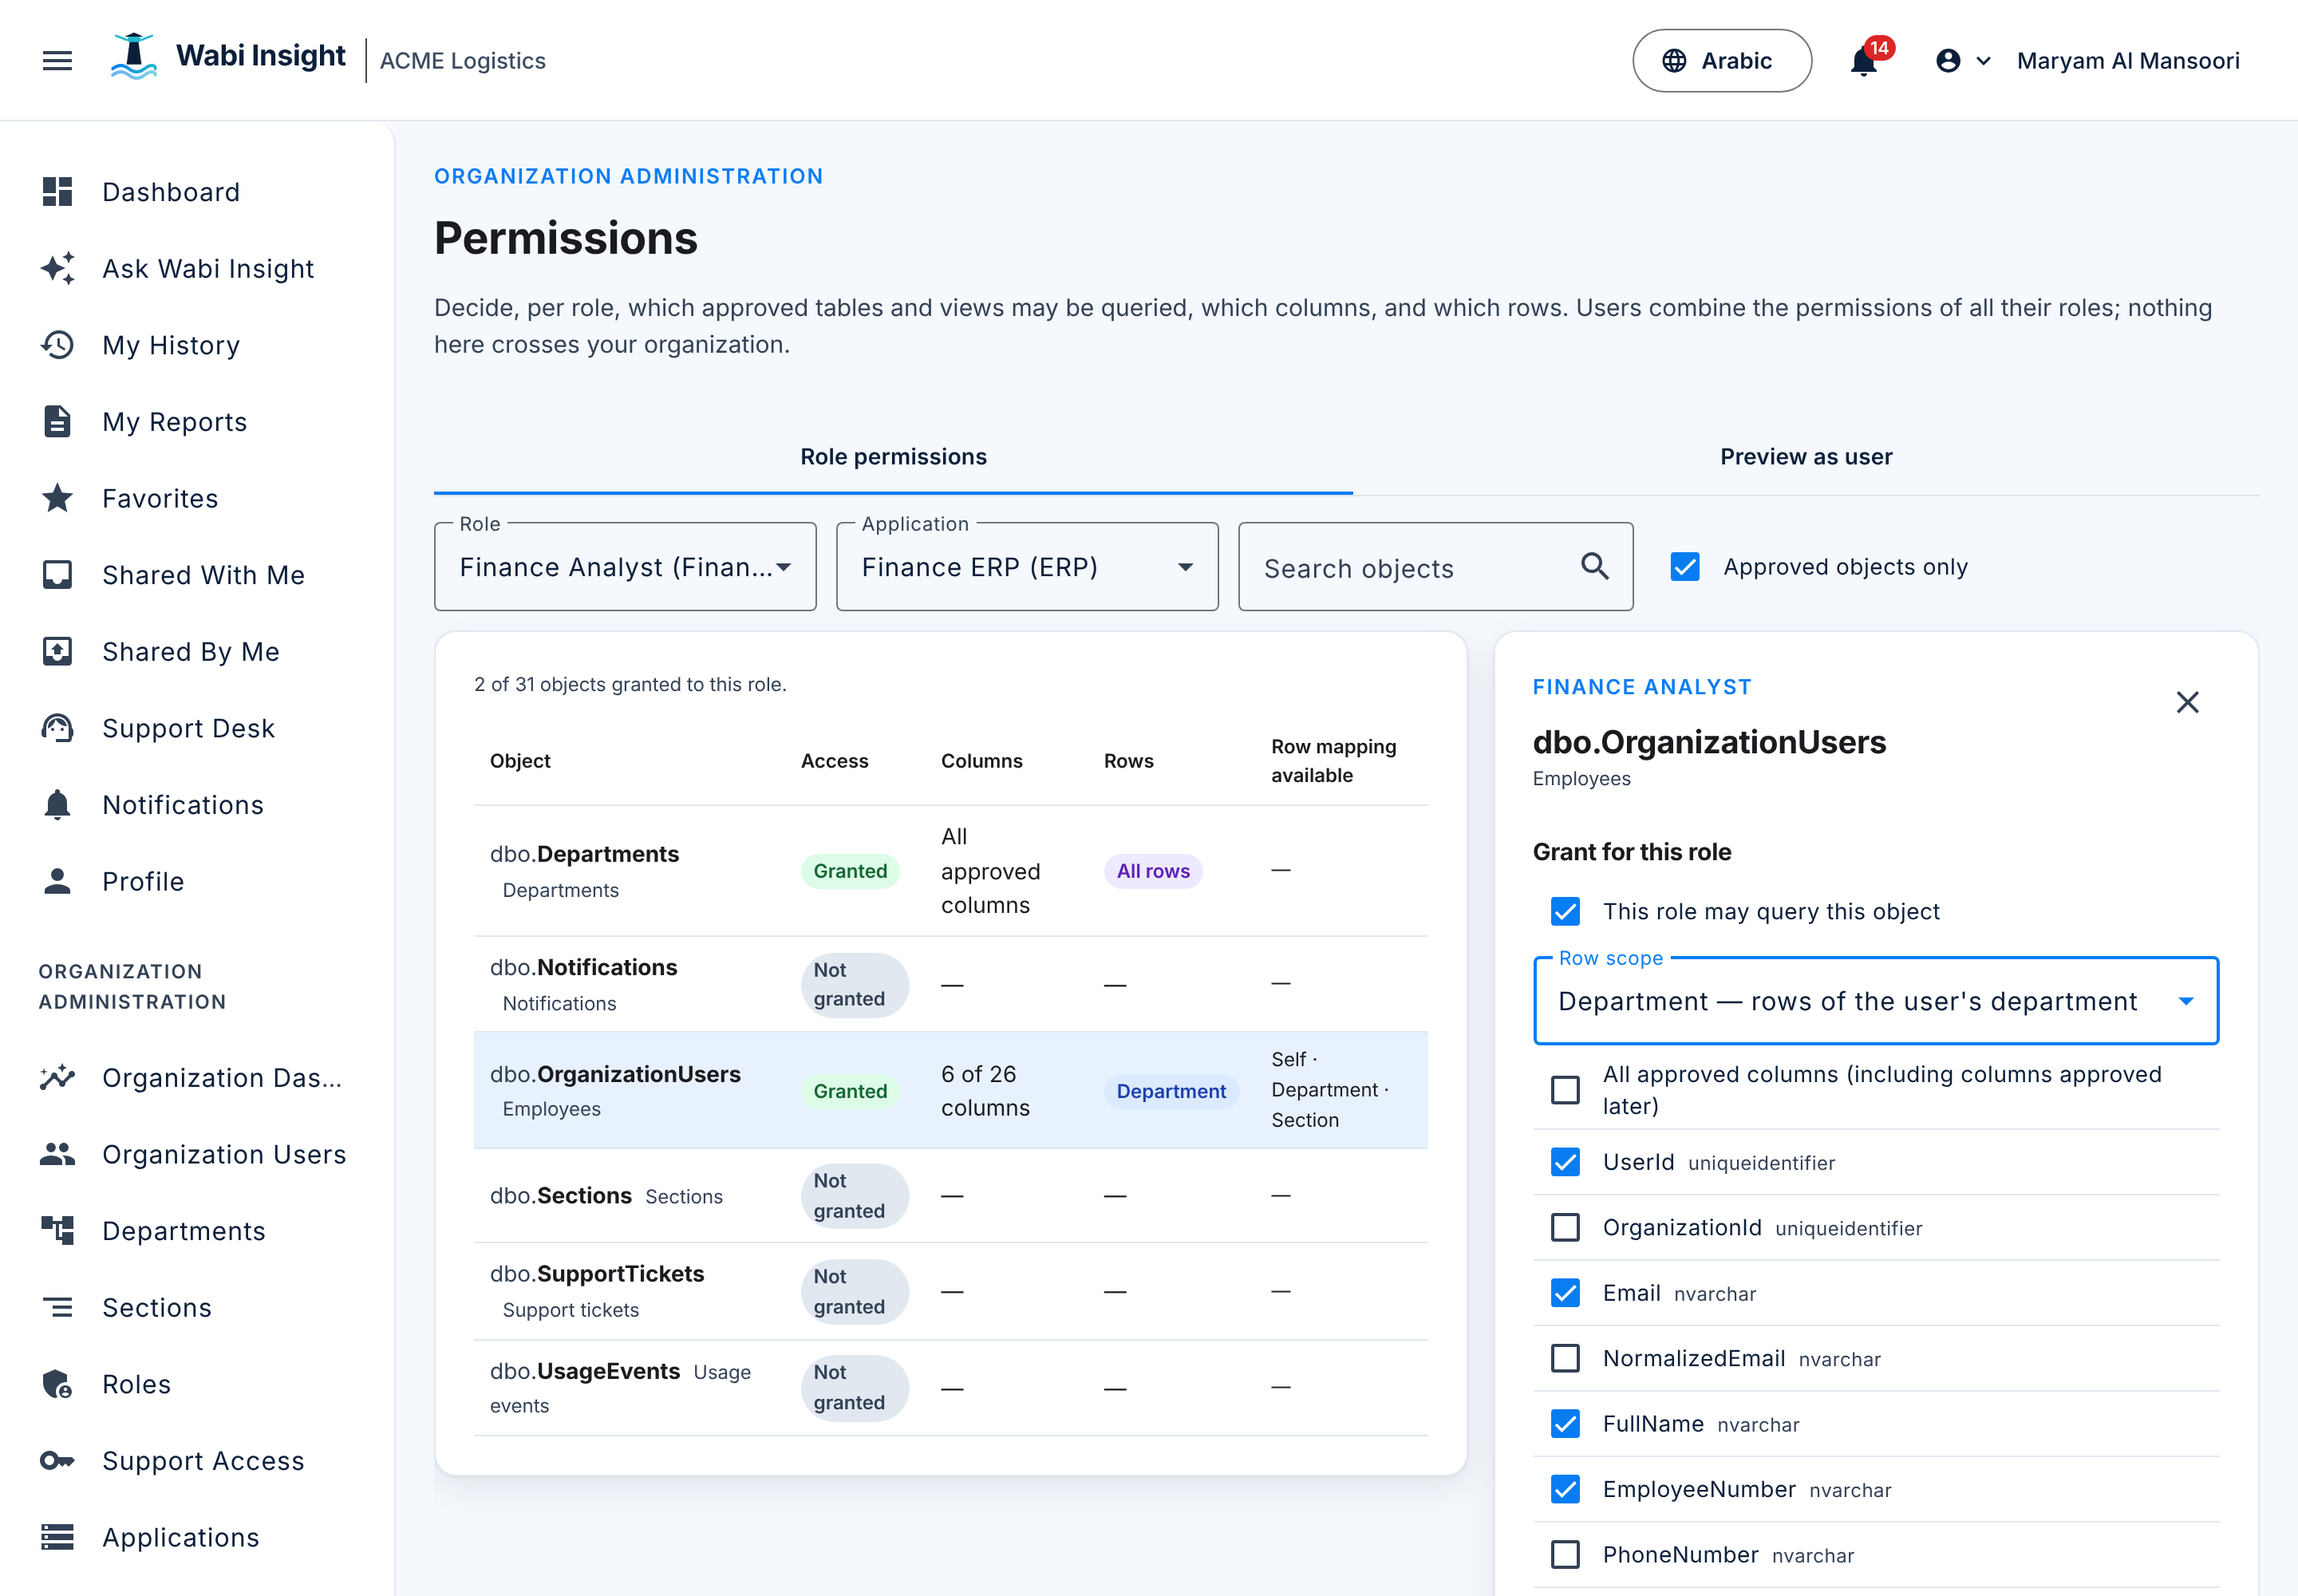 Wabi Insight
ACME Logistics
Arabic
14
Maryam Al Mansoori
Dashboard
Ask Wabi Insight
My History
My Reports
Favorites
Shared With Me
Shared By Me
Support Desk
Notifications
Profile
ORGANIZATION
ADMINISTRATION
Organization Das...
Organization Users
Departments
Sections
Roles
Support Access
Applications
ORGANIZATION ADMINISTRATION
Permissions
Decide, per role, which approved tables and views may be queried, which columns, and which rows. Users combine the permissions of all their roles; nothing
here crosses your organization.
Role permissions
Preview as user
Role
Finance Analyst (Finan...
Application
Finance ERP (ERP)
Search objects
Approved objects only
2 of 31 objects granted to this role.
Object
Access
Columns
Rows
Row mapping
available
dbo.Departments
Departments
Granted
All
approved
columns
All rows
—
dbo.Notifications
Notifications
Not
granted
—
—
—
dbo.OrganizationUsers
Employees
Granted
6 of 26
columns
Department
Self ·
Department ·
Section
dbo.Sections Sections
Not
granted
—
—
—
dbo.SupportTickets
Support tickets
Not
granted
—
—
—
dbo.UsageEvents Usage
events
Not
granted
—
—
—
FINANCE ANALYST
dbo.OrganizationUsers
Employees
Grant for this role
This role may query this object
Row scope
Department — rows of the user's department
All approved columns (including columns approved
later)
UserId uniqueidentifier
OrganizationId uniqueidentifier
Email nvarchar
NormalizedEmail nvarchar
FullName nvarchar
EmployeeNumber nvarchar
PhoneNumber nvarchar